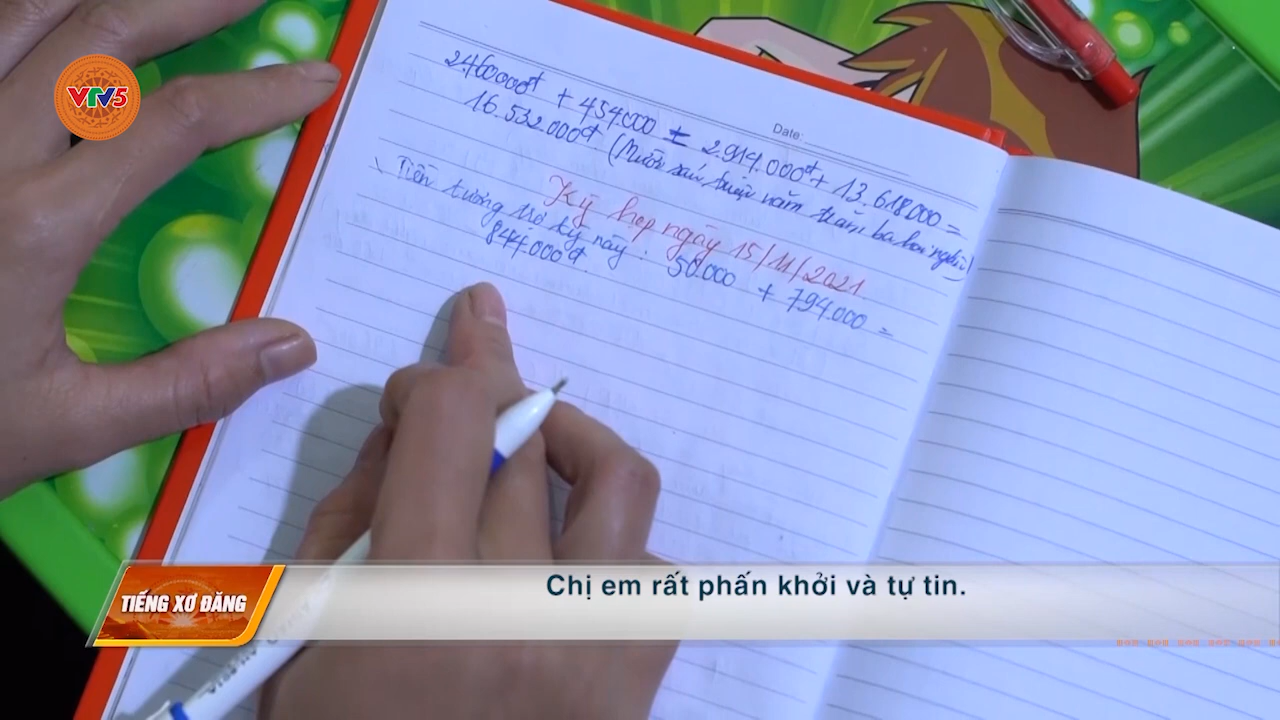 VTV5
Date:
2460000đ + 454000 = 2.914.000đ + 13.618.000 =
16.532.000đ (Mười sáu triệu năm trăm ba hai nghìn)
Kỳ họp ngày 15/11/2021
\ Tiền tương trợ kỳ này: 50.000 + 794.000 =
844.000đ.
Chị em rất phấn khởi và tự tin.
TIẾNG XƠ ĐĂNG